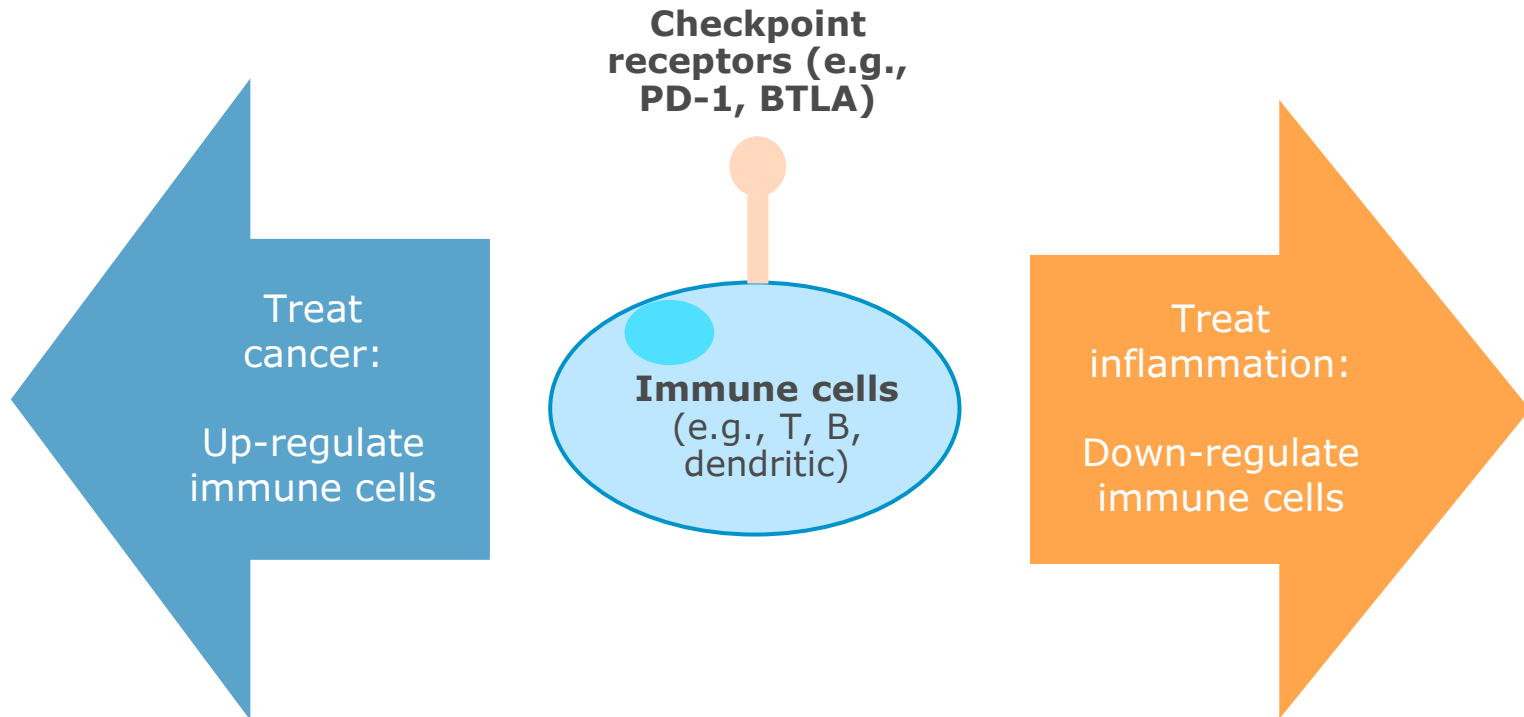 Checkpoint
receptors (e.g.,
PD-1, BTLA)
Treat
cancer:
Up-regulate
immune cells
Immune cells
(e.g., T, B,
dendritic)
Treat
inflammation:
Down-regulate
immune cells